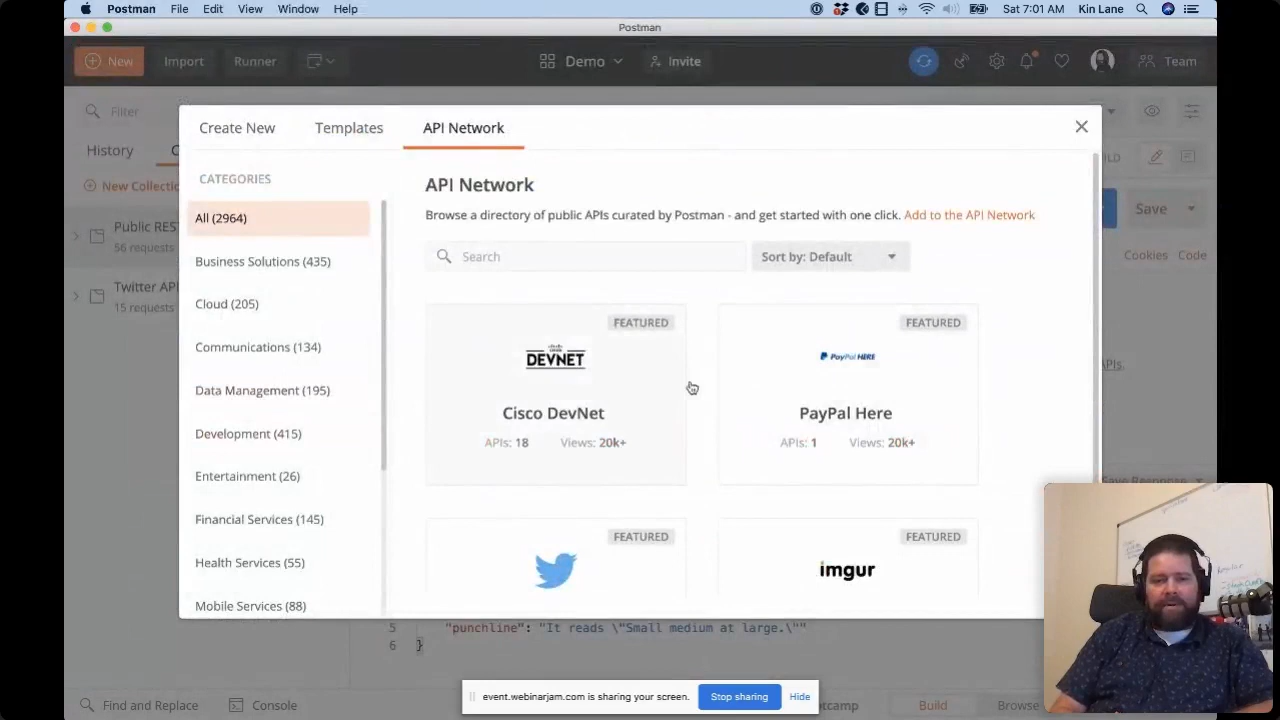 Postman File Edit View Window Help
Sat 7:01 AM Kin Lane
Postman
New Import Runner Demo Invite Team
Filter
History C
New Collectio
Public REST
56 requests
Twitter API
15 requests
Create New Templates API Network
CATEGORIES
All (2964)
Business Solutions (435)
Cloud (205)
Communications (134)
Data Management (195)
Development (415)
Entertainment (26)
Financial Services (145)
Health Services (55)
Mobile Services (88)
API Network
Browse a directory of public APIs curated by Postman - and get started with one click. Add to the API Network
Search Sort by: Default
FEATURED
DEVNET
Cisco DevNet
APIs: 18 Views: 20k+
FEATURED
PayPal HERE
PayPal Here
APIs: 1 Views: 20k+
FEATURED
FEATURED
imgur
ILD
Save
Cookies Code
APIs.
Save Response
5 "punchline": "It reads \"Small medium at large.\""
6 }
event.webinarjam.com is sharing your screen. Stop sharing Hide
Find and Replace Console
otcamp Build Browse